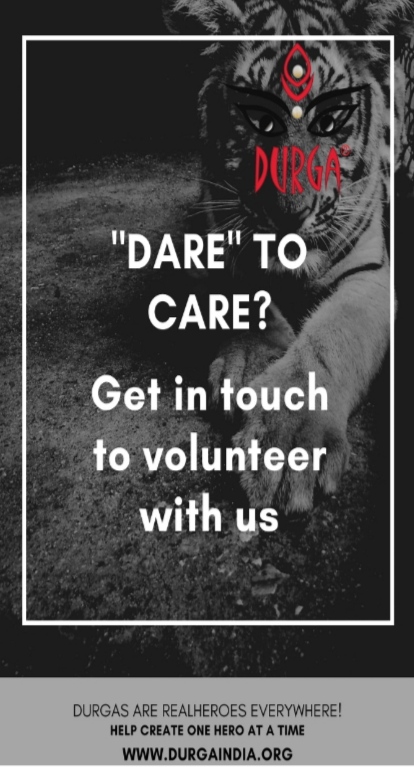 DURGA
"DARE" TO
CARE?
Get in touch
to volunteer
with us
DURGAS ARE REALHEROES EVERYWHERE!
HELP CREATE ONE HERO AT A TIME
WWW.DURGAINDIA.ORG